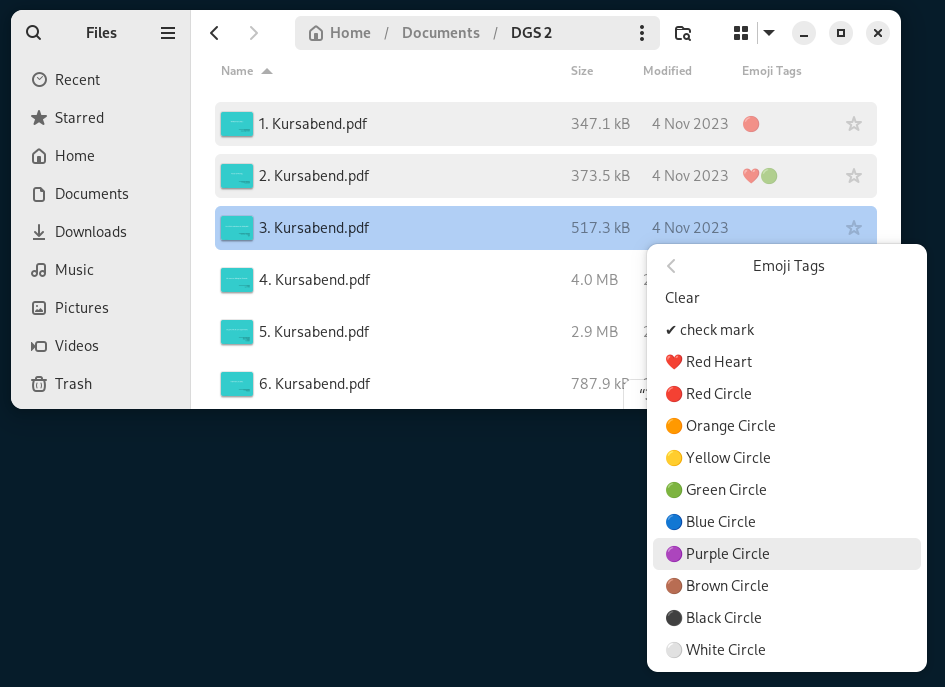 Files
Home / Documents / DGS 2
Recent
Starred
Home
Documents
Downloads
Music
Pictures
Videos
Trash
Name Size Modified Emoji Tags
1. Kursabend.pdf 347.1 kB 4 Nov 2023 🔴
2. Kursabend.pdf 373.5 kB 4 Nov 2023 ❤️🟢
3. Kursabend.pdf 517.3 kB 4 Nov 2023
4. Kursabend.pdf 4.0 MB
5. Kursabend.pdf 2.9 MB
6. Kursabend.pdf 787.9 kB
Emoji Tags
Clear
✔ check mark
❤️ Red Heart
🔴 Red Circle
🟠 Orange Circle
🟡 Yellow Circle
🟢 Green Circle
🔵 Blue Circle
🟣 Purple Circle
🟤 Brown Circle
⚫ Black Circle
⚪ White Circle